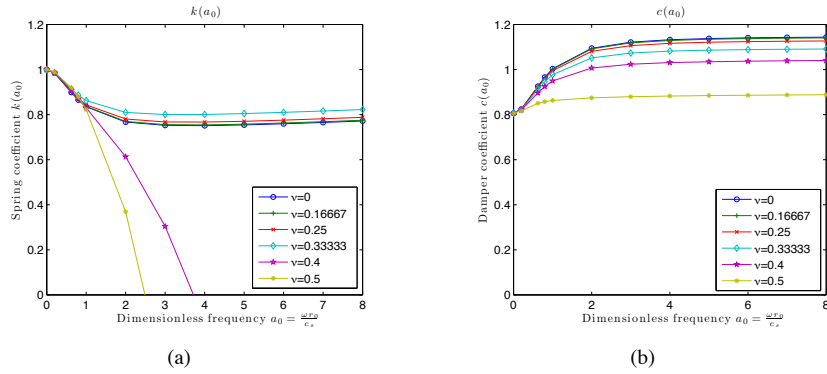 k(a₀)
Spring coefficient k(a₀)
1.2
1
0.8
0.6
0.4
0.2
0
0 1 2 3 4 5 6 7 8
ν=0
ν=0.16667
ν=0.25
ν=0.33333
ν=0.4
ν=0.5
Dimensionless frequency a₀ = ωr₀/cₛ
(a)
c(a₀)
Damper coefficient c(a₀)
1.2
1
0.8
0.6
0.4
0.2
0
0 2 4 6 8
ν=0
ν=0.16667
ν=0.25
ν=0.33333
ν=0.4
ν=0.5
Dimensionless frequency a₀ = ωr₀/cₛ
(b)